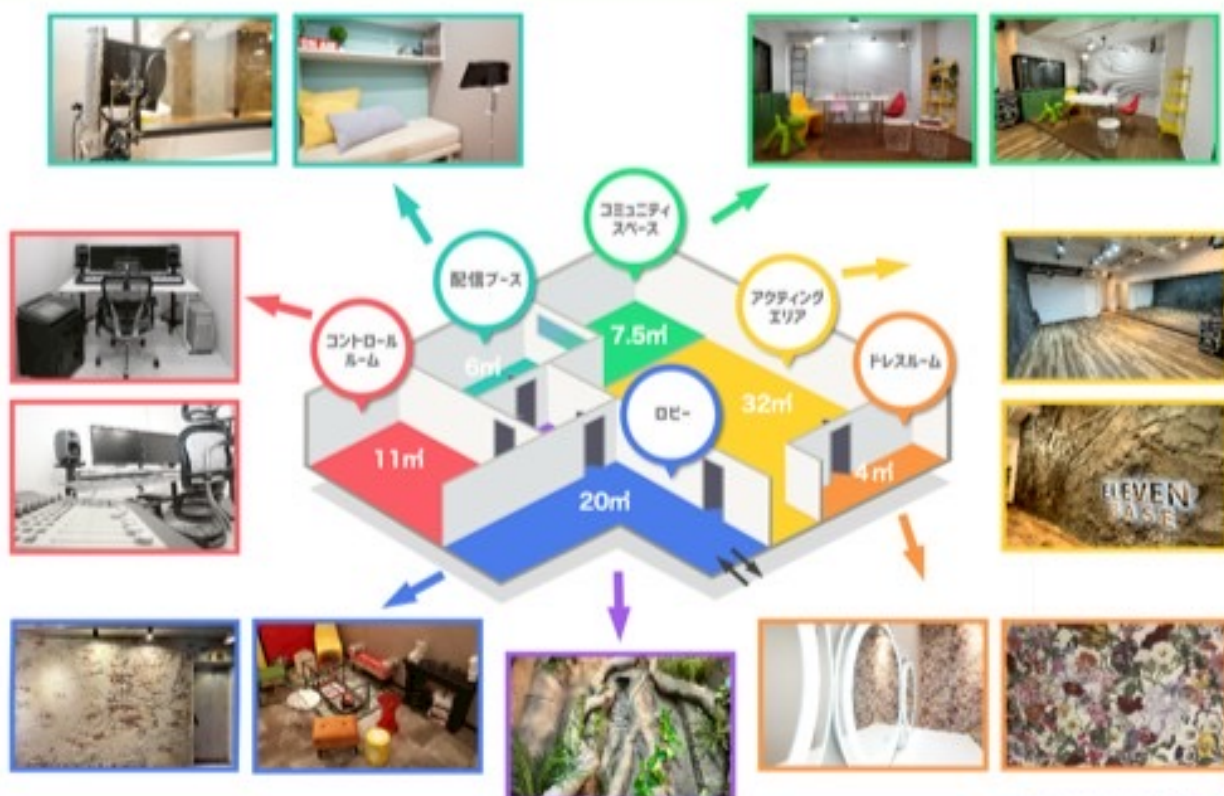 コミュニティ
スペース
配信ブース
アクティング
エリア
コントロール
ルーム
ドレスルーム
ロビー
7.5㎡
6㎡
32㎡
11㎡
20㎡
4㎡
ELEVEN
BASE